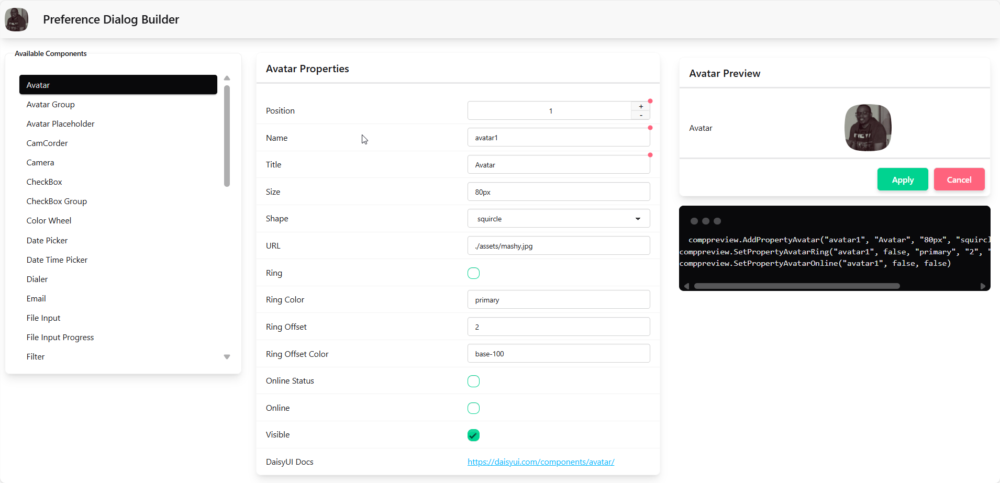 Preference Dialog Builder
Available Components
Avatar
Avatar Group
Avatar Placeholder
CamCorder
Camera
CheckBox
CheckBox Group
Color Wheel
Date Picker
Date Time Picker
Dialer
Email
File Input
File Input Progress
Filter
Avatar Properties
Position
1
+
-
Name
avatar1
Title
Avatar
Size
80px
Shape
squircle
URL
./assets/mashy.jpg
Ring
Ring Color
primary
Ring Offset
2
Ring Offset Color
base-100
Online Status
Online
Visible
DaisyUI Docs
https://daisyui.com/components/avatar/
Avatar Preview
Avatar
Apply
Cancel
comppreview.AddPropertyAvatar("avatar1", "Avatar", "80px", "squircl
comppreview.SetPropertyAvatarRing("avatar1", false, "primary", "2", "
comppreview.SetPropertyAvatarOnline("avatar1", false, false)